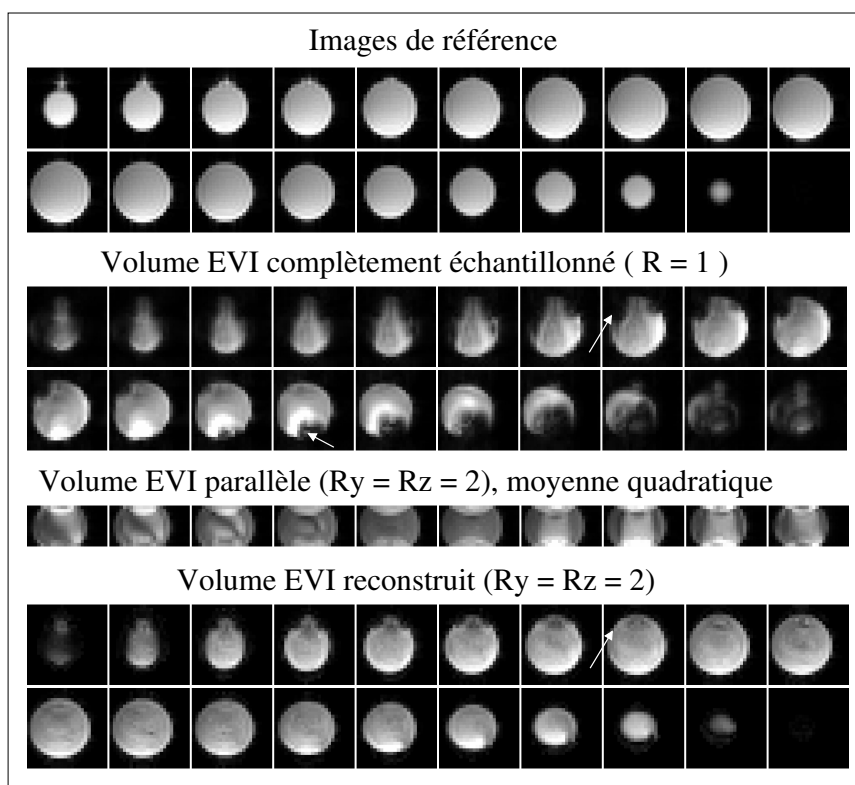 Images de référence
Volume EVI complètement échantillonné ( R = 1 )
Volume EVI parallèle (Ry = Rz = 2), moyenne quadratique
Volume EVI reconstruit (Ry = Rz = 2)